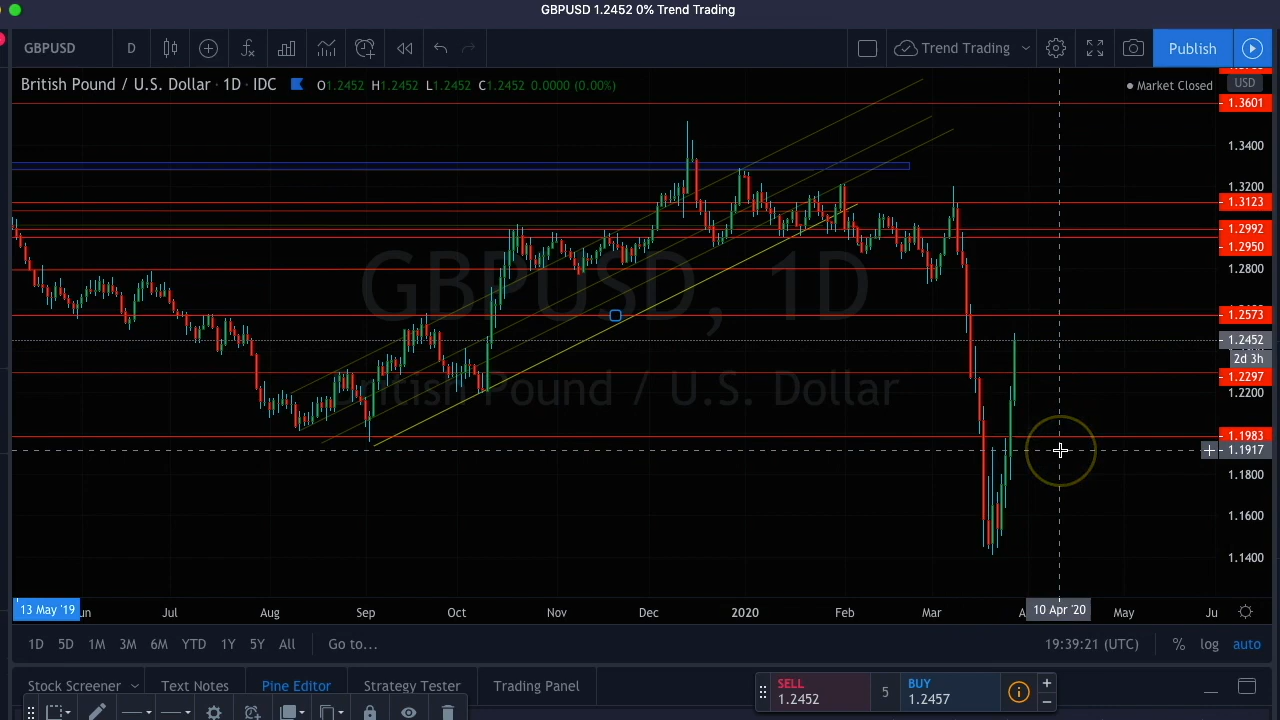 GBPUSD 1.2452 0% Trend Trading
GBPUSD D Trend Trading Publish
British Pound / U.S. Dollar · 1D · IDC O1.2452 H1.2452 L1.2452 C1.2452 0.0000 (0.00%) Market Closed USD
1.3601
1.3400
1.3200
1.3123
1.2992
1.2950
1.2800
1.2573
1.2452
2d 3h
1.2297
1.2200
1.1983
1.1917
1.1800
1.1600
1.1400
GBPUSD, 1D
British Pound / U.S. Dollar
13 May '19 Jul Aug Sep Oct Nov Dec 2020 Feb Mar 10 Apr '20 May
1D 5D 1M 3M 6M YTD 1Y 5Y All Go to... 19:39:21 (UTC) % log auto
Stock Screener Text Notes Pine Editor Strategy Tester Trading Panel
SELL 1.2452 5 BUY 1.2457